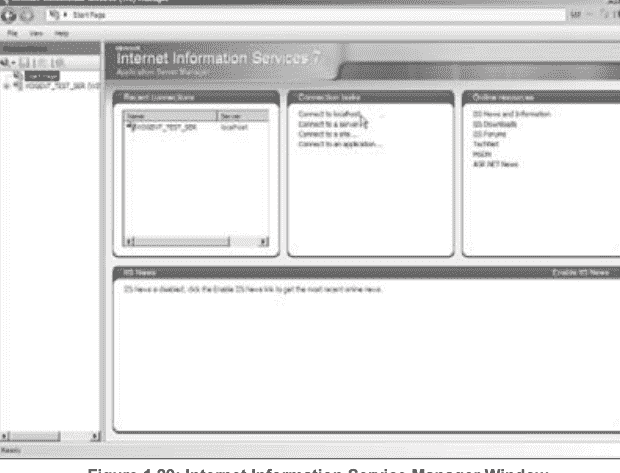 Start Page
File View Help
Internet Information Services 7
Application Server Manager
Recent Connections
Name Server
localhost
Connection tasks
Connect to localhost
Connect to a server...
Connect to a site...
Connect to an application...
Online resources
IIS News and Information
IIS Downloads
IIS Forums
TechNet
MSDN
ASP.NET News
IIS News
Enable IIS News
IIS News is disabled, click the Enable IIS News link to get the most recent online news.
Ready
Figure 1.29: Internet Information Service Manager Window